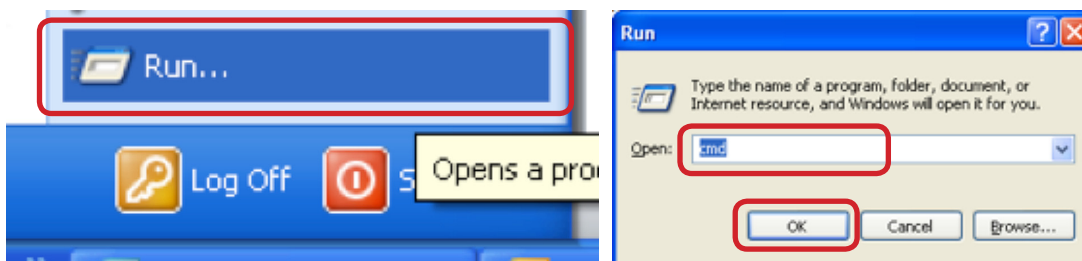 Run...
Log Off
S
Opens a pro
Run
Type the name of a program, folder, document, or
Internet resource, and Windows will open it for you.
Open: cmd
OK Cancel Browse...